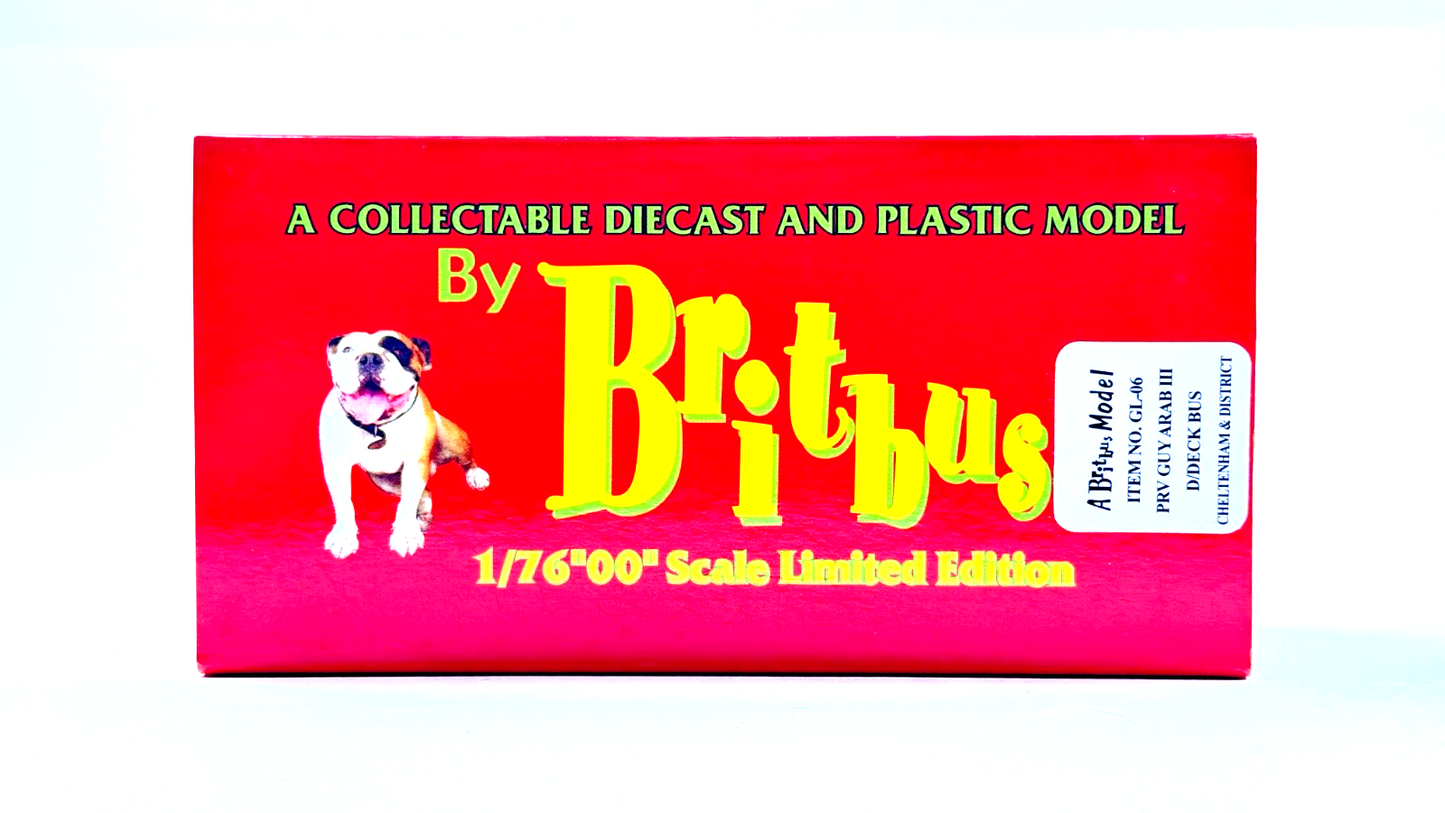 A COLLECTABLE DIECAST AND PLASTIC MODEL
By Britbus
1/76"00" Scale Limited Edition
A Britbus Model
ITEM NO. GL-06
PRV GUY ARAB III
D/DECK BUS
CHELTENHAM & DISTRICT